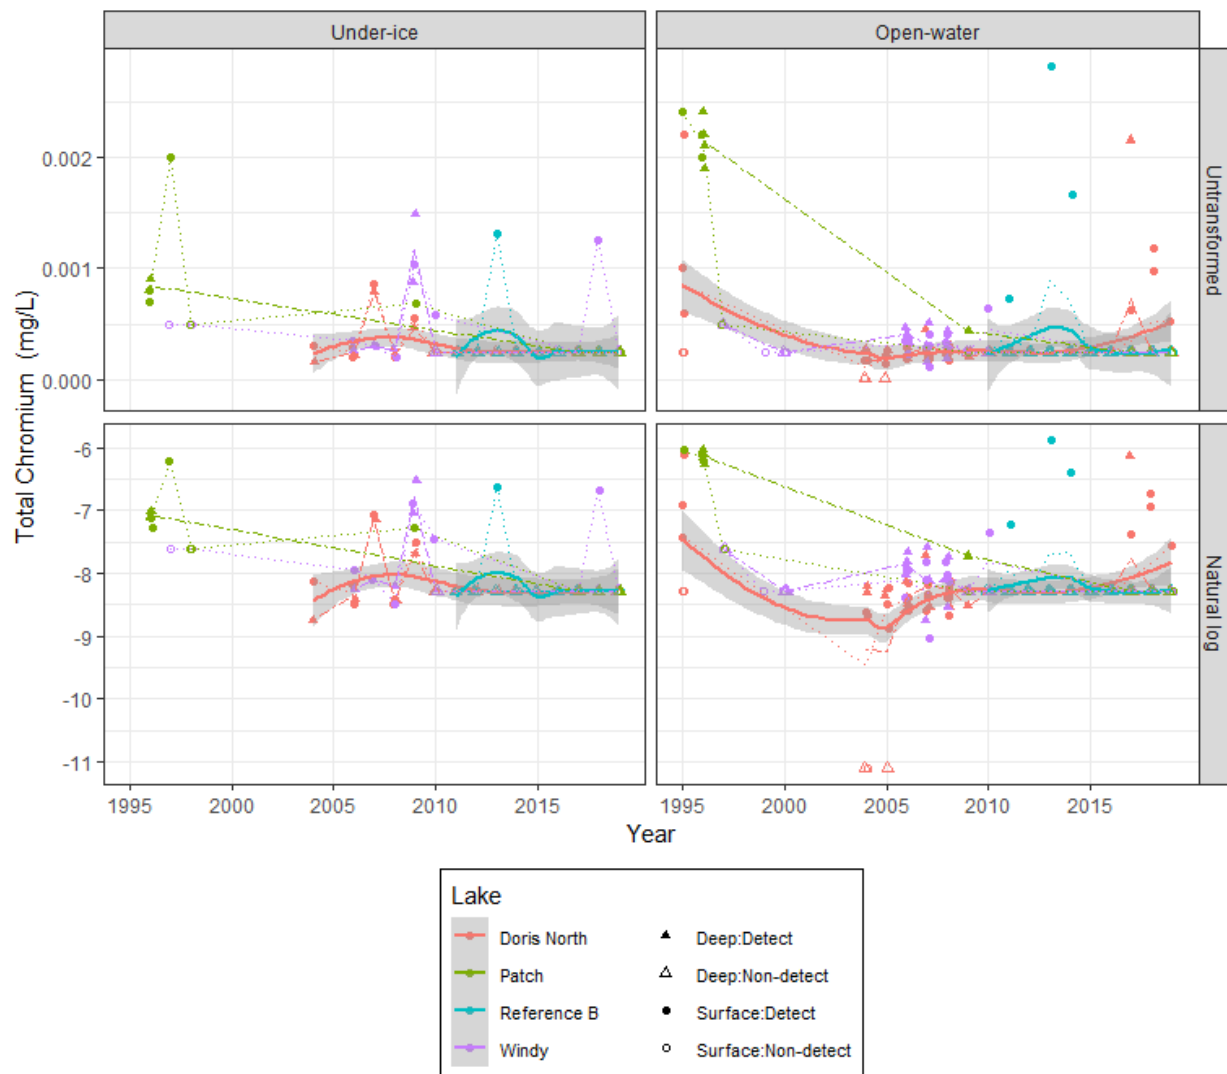 Under-ice
Open-water
Total Chromium (mg/L)
0.002
0.001
0.000
Untransformed
-6
-7
-8
-9
-10
-11
Natural log
1995
2000
2005
2010
2015
1995
2000
2005
2010
2015
Year
Lake
Doris North
Patch
Reference B
Windy
Deep:Detect
Deep:Non-detect
Surface:Detect
Surface:Non-detect